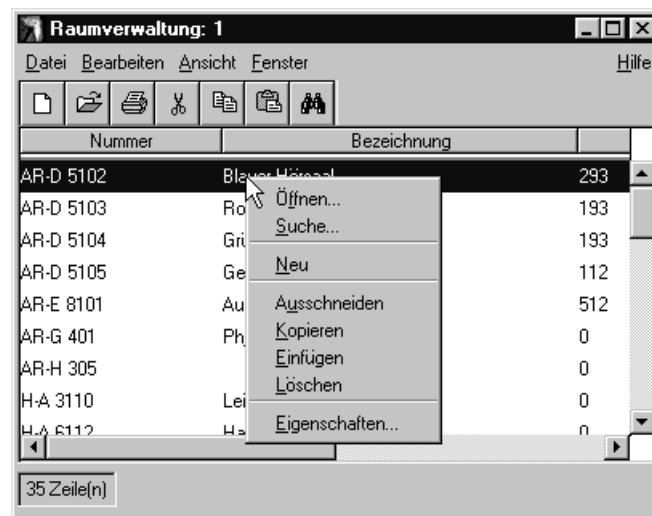 Raumverwaltung: 1
Datei Bearbeiten Ansicht Fenster Hilfe
Nummer Bezeichnung
AR-D 5102 Blauer Hörsaal 293
AR-D 5103 193
AR-D 5104 193
AR-D 5105 112
AR-E 8101 512
AR-G 401 0
AR-H 305 0
H-A 3110 0
H-A 6112 0
Öffnen...
Suche...
Neu
Ausschneiden
Kopieren
Einfügen
Löschen
Eigenschaften...
35 Zeile(n)